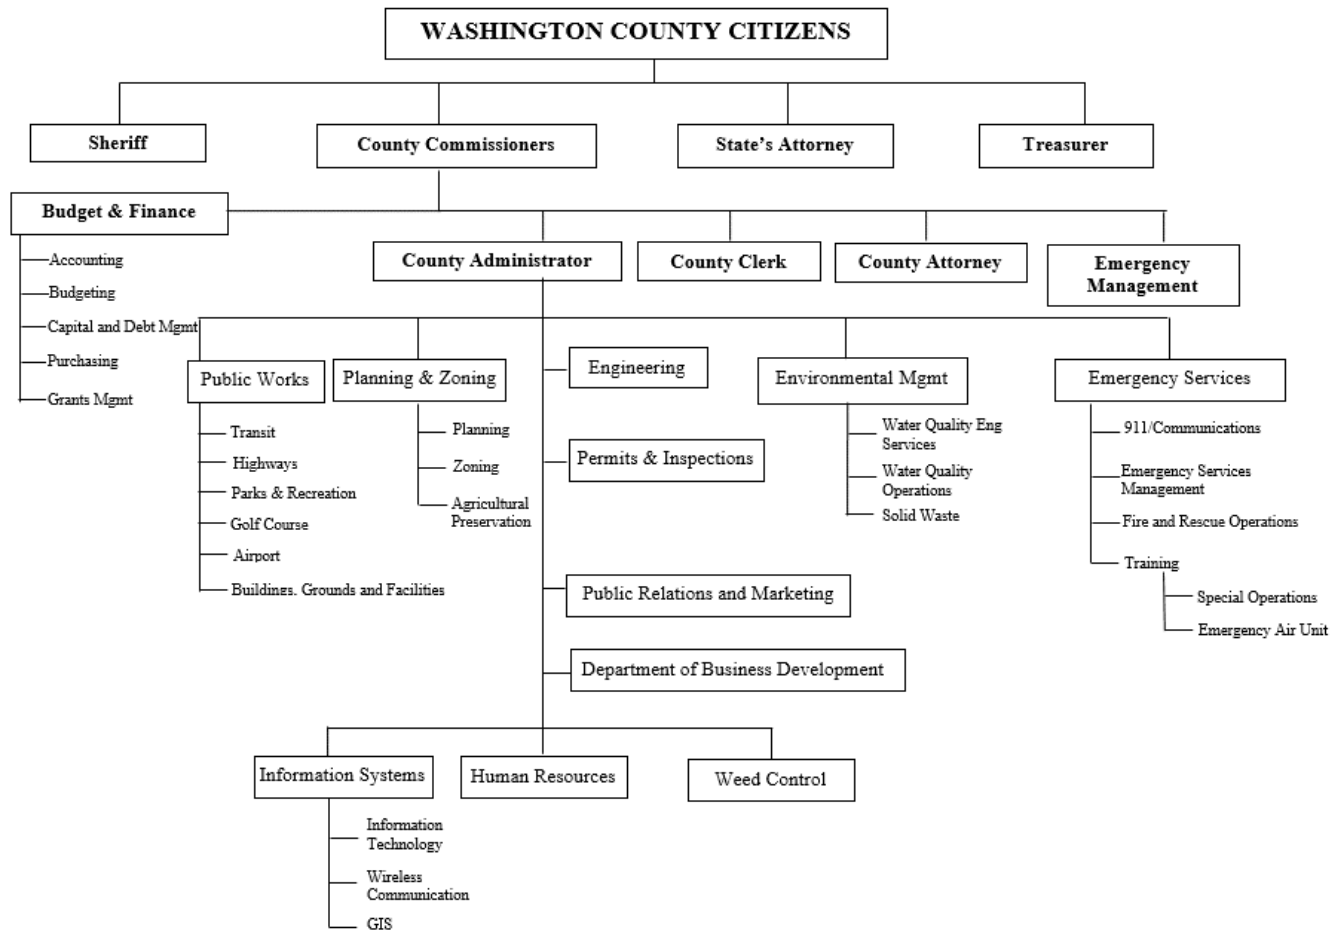 WASHINGTON COUNTY CITIZENS
Sheriff
County Commissioners
State's Attorney
Treasurer
Budget & Finance
Accounting
Budgeting
Capital and Debt Mgmt
Purchasing
Grants Mgmt
County Administrator
County Clerk
County Attorney
Emergency
Management
Public Works
Transit
Highways
Parks & Recreation
Golf Course
Airport
Buildings, Grounds and Facilities
Planning & Zoning
Planning
Zoning
Agricultural
Preservation
Engineering
Permits & Inspections
Public Relations and Marketing
Department of Business Development
Environmental Mgmt
Water Quality Eng
Services
Water Quality
Operations
Solid Waste
Emergency Services
911/Communications
Emergency Services
Management
Fire and Rescue Operations
Training
Special Operations
Emergency Air Unit
Information Systems
Information
Technology
Wireless
Communication
GIS
Human Resources
Weed Control